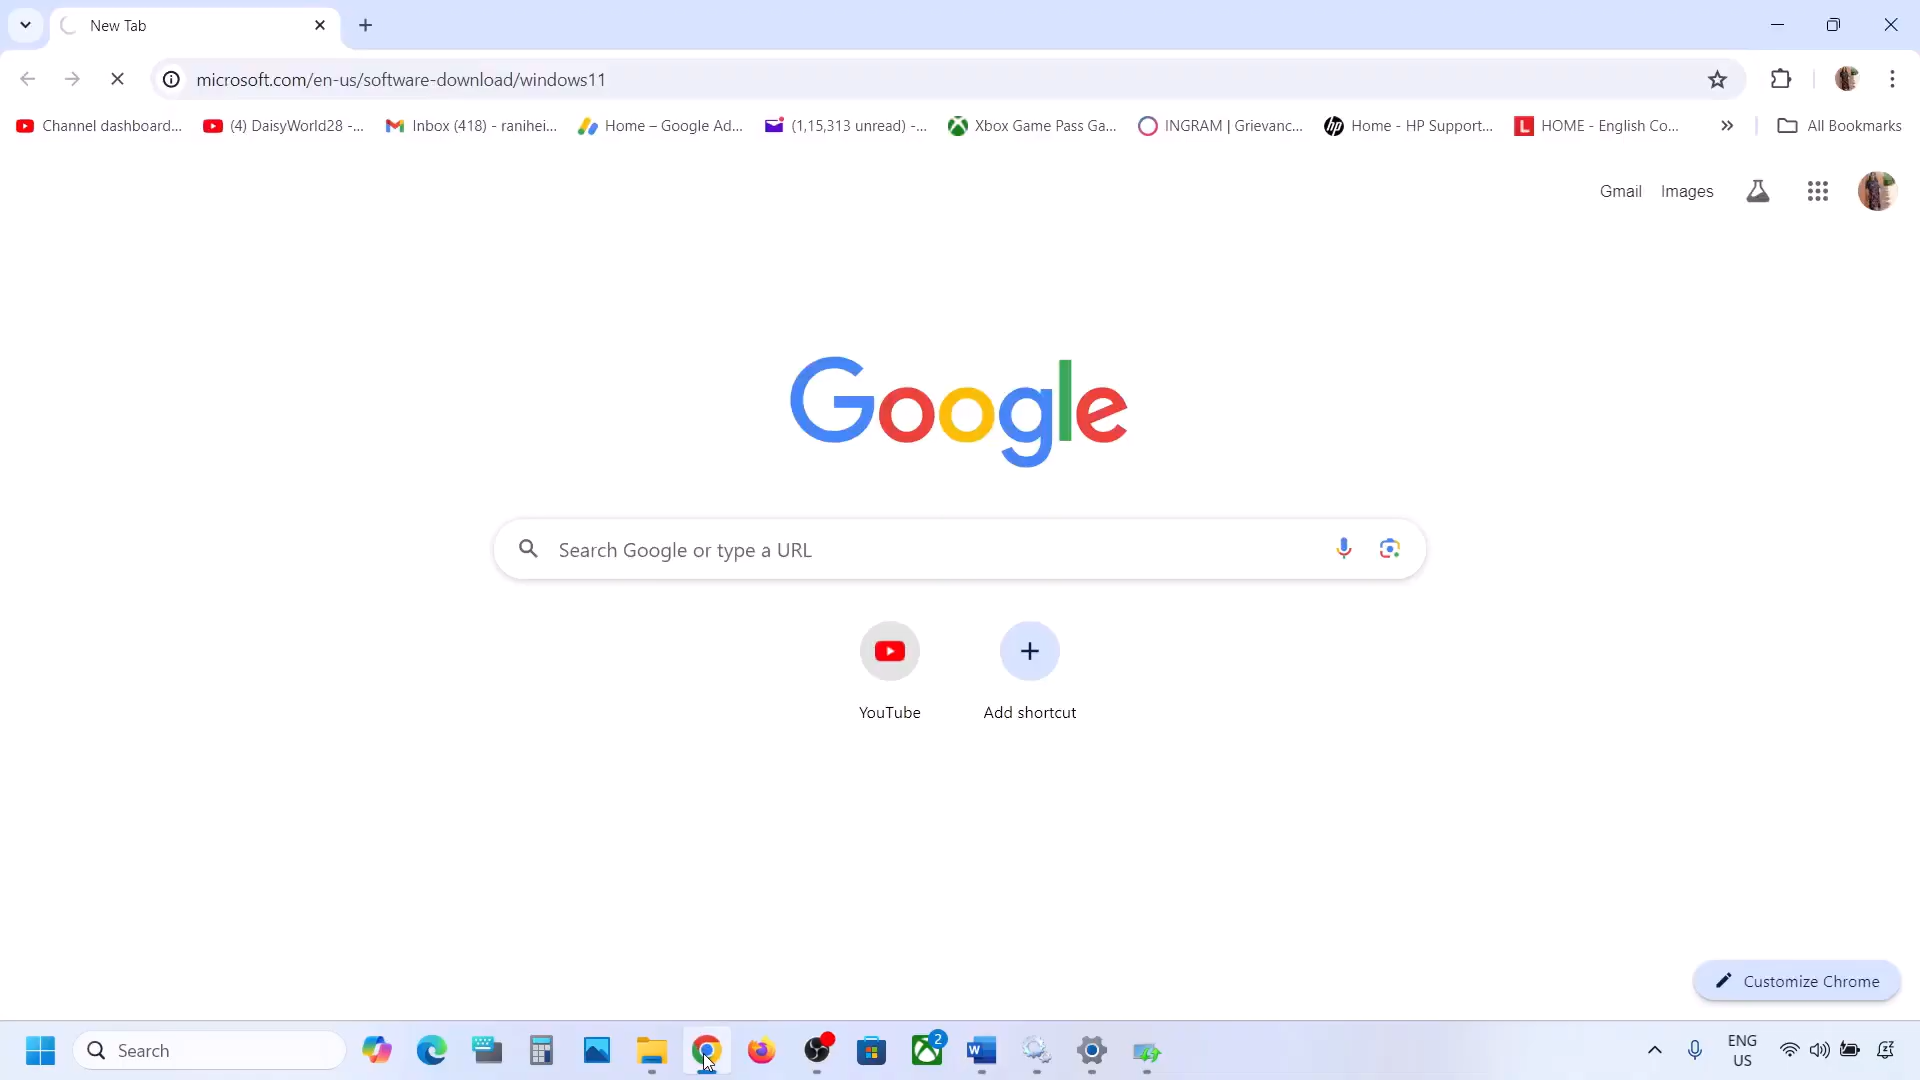 New Tab
microsoft.com/en-us/software-download/windows11
Channel dashboard... (4) DaisyWorld28 -... Inbox (418) - ranihei... Home – Google Ad... (1,15,313 unread) -... Xbox Game Pass Ga... INGRAM | Grievanc... hp Home - HP Support... L HOME - English Co... » All Bookmarks
Gmail Images
Google
Search Google or type a URL
YouTube Add shortcut
Customize Chrome
Search 2 W ENG
US